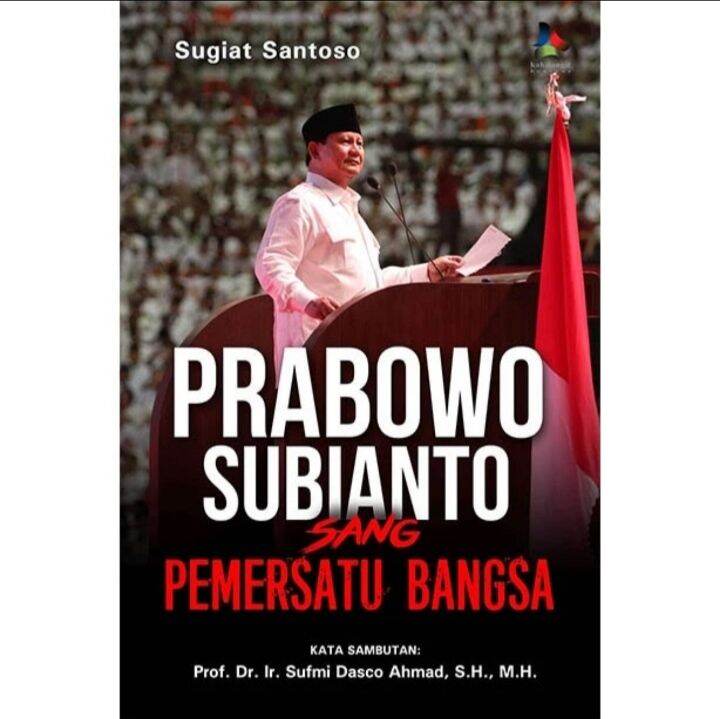 Sugiat Santoso
PRABOWO
SUBIANTO
SANG
PEMERSATU BANGSA
KATA SAMBUTAN:
Prof. Dr. Ir. Sufmi Dasco Ahmad, S.H., M.H.